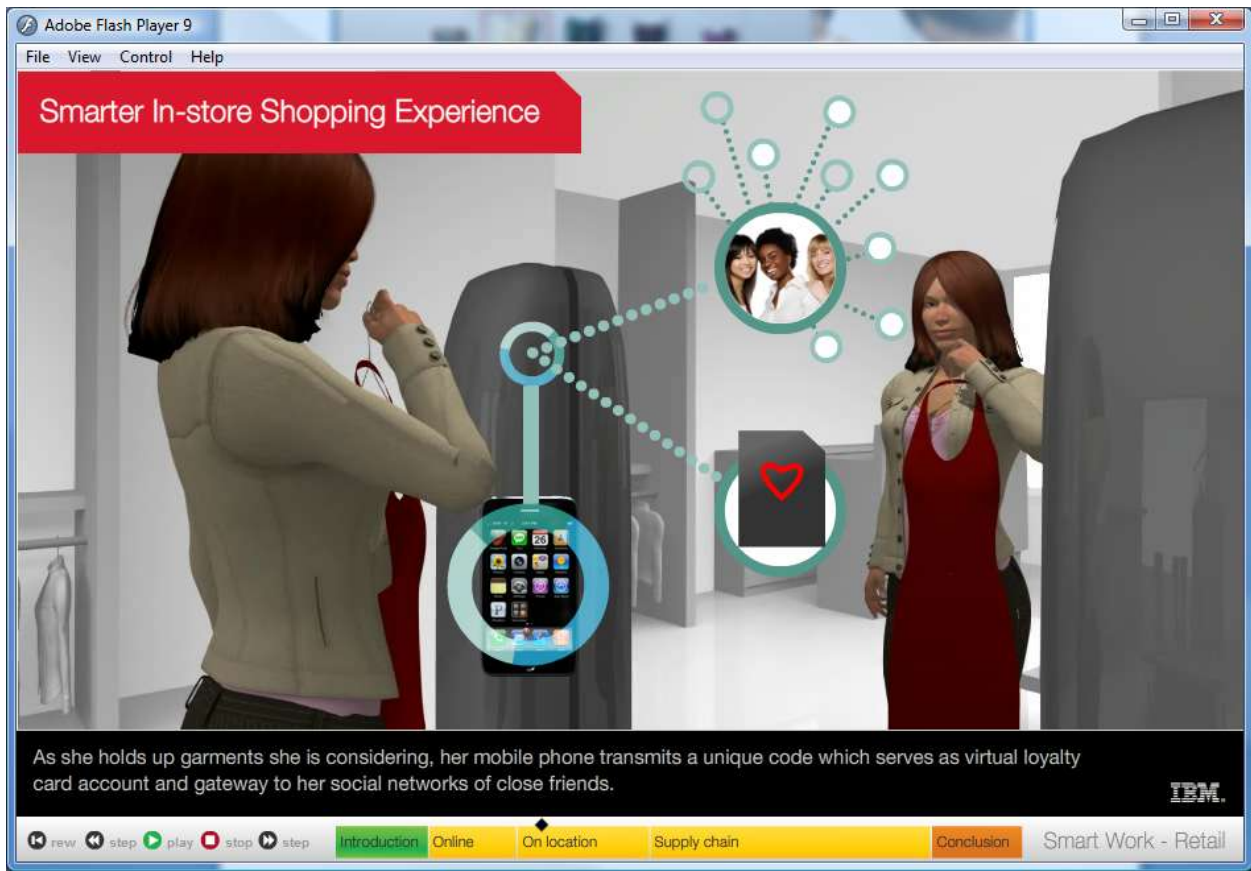 Adobe Flash Player 9
File View Control Help
Smarter In-store Shopping Experience
26
As she holds up garments she is considering, her mobile phone transmits a unique code which serves as virtual loyalty
card account and gateway to her social networks of close friends.
IBM.
rew step play stop step Introduction Online On location Supply chain Conclusion Smart Work - Retail